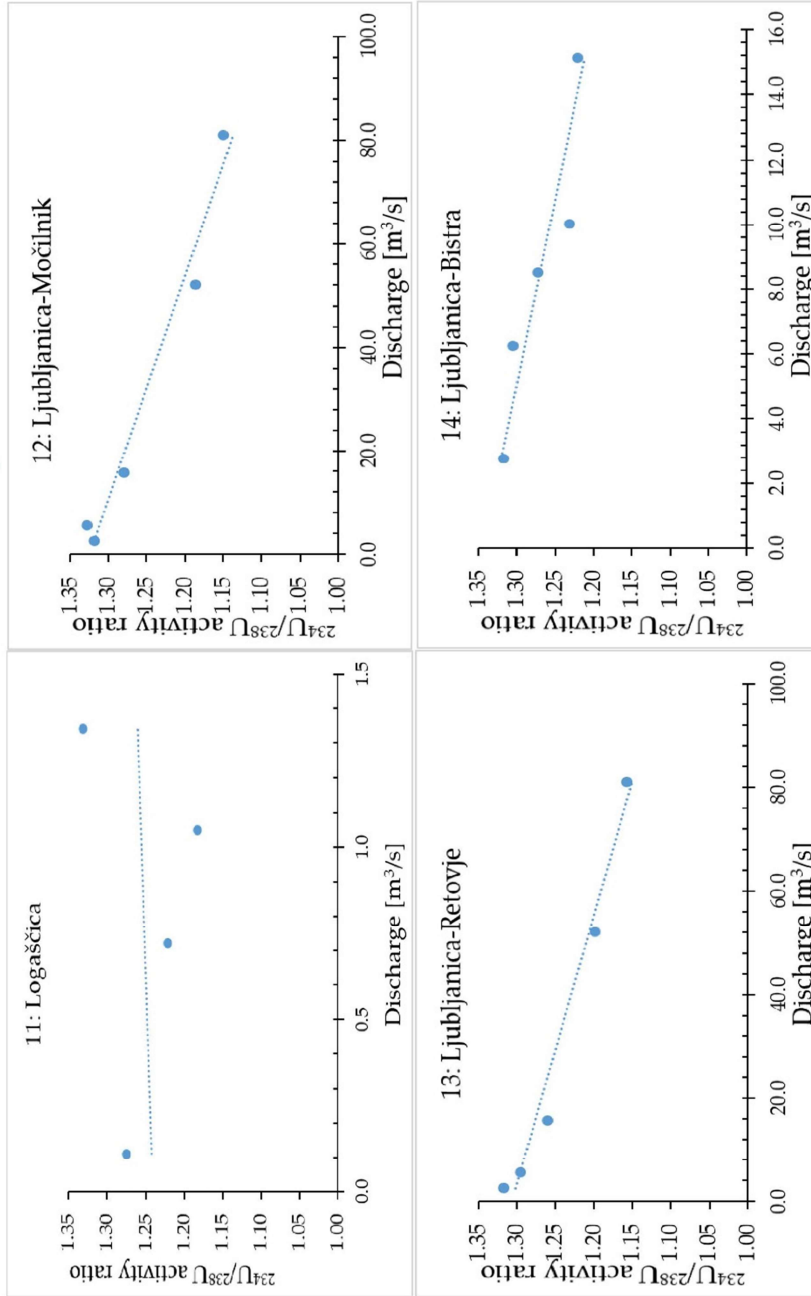 11: Logaščica
²³⁴U/²³⁸U activity ratio
1.35
1.30
1.25
1.20
1.15
1.10
1.05
1.00
0.0 0.5 1.0 1.5
Discharge [m³/s]
12: Ljubljanica-Močilnik
²³⁴U/²³⁸U activity ratio
1.35
1.30
1.25
1.20
1.15
1.10
1.05
1.00
0.0 20.0 40.0 60.0 80.0 100.0
Discharge [m³/s]
13: Ljubljanica-Retovje
²³⁴U/²³⁸U activity ratio
1.35
1.30
1.25
1.20
1.15
1.10
1.05
1.00
0.0 20.0 40.0 60.0 80.0 100.0
Discharge [m³/s]
14: Ljubljanica-Bistra
²³⁴U/²³⁸U activity ratio
1.35
1.30
1.25
1.20
1.15
1.10
1.05
1.00
0.0 2.0 4.0 6.0 8.0 10.0 12.0 14.0 16.0
Discharge [m³/s]